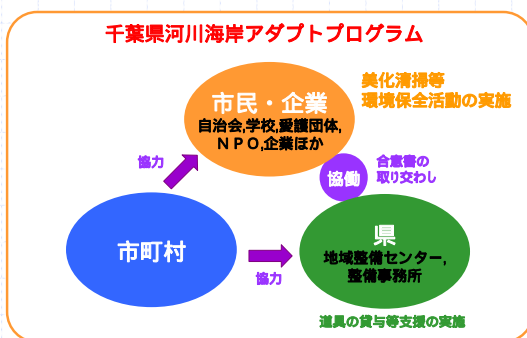 千葉県河川海岸アダプトプログラム
市民・企業
自治会,学校,愛護団体,
ＮＰＯ,企業ほか
美化清掃等
環境保全活動の実施
協力
協働
合意書の
取り交わし
市町村
協力
県
地域整備センター,
整備事務所
道具の貸与等支援の実施